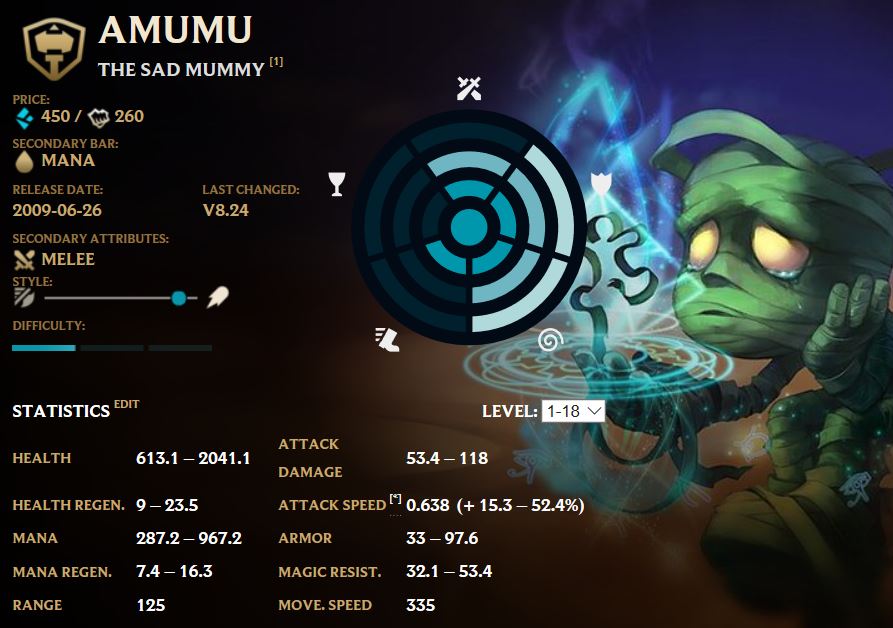 AMUMU
THE SAD MUMMY [1]
PRICE:
450 / 260
SECONDARY BAR:
MANA
RELEASE DATE: LAST CHANGED:
2009-06-26 V8.24
SECONDARY ATTRIBUTES:
MELEE
STYLE:
DIFFICULTY:
STATISTICS EDIT LEVEL: 1-18
HEALTH 613.1 – 2041.1 ATTACK DAMAGE 53.4 – 118
HEALTH REGEN. 9 – 23.5 ATTACK SPEED [*] 0.638 (+ 15.3 – 52.4%)
MANA 287.2 – 967.2 ARMOR 33 – 97.6
MANA REGEN. 7.4 – 16.3 MAGIC RESIST. 32.1 – 53.4
RANGE 125 MOVE. SPEED 335